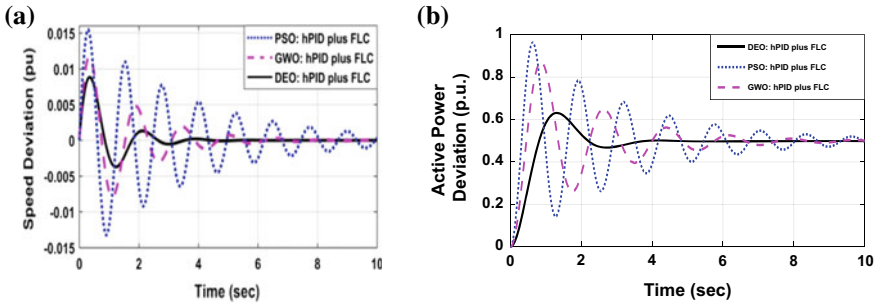 (a)
Speed Deviation (pu)
0.015
0.01
0.005
0
-0.005
-0.01
-0.015
PSO: hPID plus FLC
GWO: hPID plus FLC
DEO: hPID plus FLC
0 2 4 6 8 10
Time (sec)
(b)
Active Power
Deviation (p.u.)
1
0.8
0.6
0.4
0.2
0
DEO: hPID plus FLC
PSO: hPID plus FLC
GWO: hPID plus FLC
0 2 4 6 8 10
Time (sec)